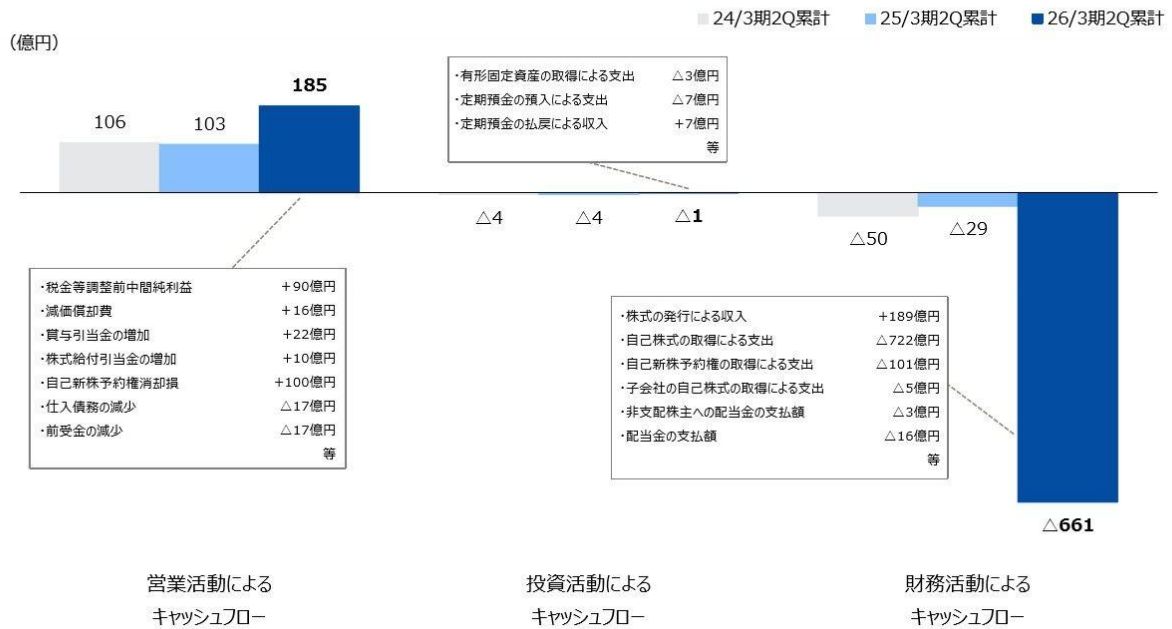 24/3期2Q累計 25/3期2Q累計 26/3期2Q累計
(億円)
106
103
185
・有形固定資産の取得による支出 △3億円
・定期預金の預入による支出 △7億円
・定期預金の払戻による収入 +7億円
等
△4
△4
△1
△50
△29
△661
・税金等調整前中間純利益 +90億円
・減価償却費 +16億円
・賞与引当金の増加 +22億円
・株式給付引当金の増加 +10億円
・自己新株予約権消却損 +100億円
・仕入債務の減少 △17億円
・前受金の減少 △17億円
等
・株式の発行による収入 +189億円
・自己株式の取得による支出 △722億円
・自己新株予約権の取得による支出 △101億円
・子会社の自己株式の取得による支出 △5億円
・非支配株主への配当金の支払額 △3億円
・配当金の支払額 △16億円
等
営業活動による
キャッシュフロー
投資活動による
キャッシュフロー
財務活動による
キャッシュフロー